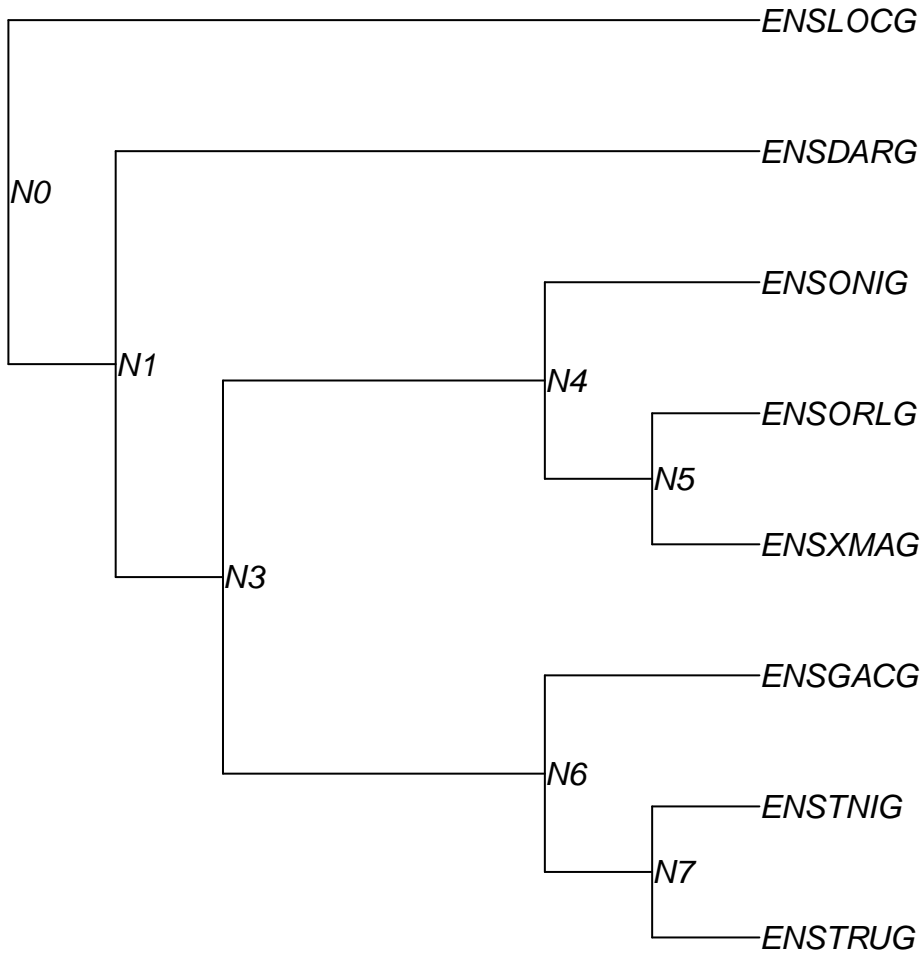 ENSLOCG
ENSDARG
N0
ENSONIG
N1
N4
ENSORLG
N5
ENSXMAG
N3
ENSGACG
N6
ENSTNIG
N7
ENSTRUG